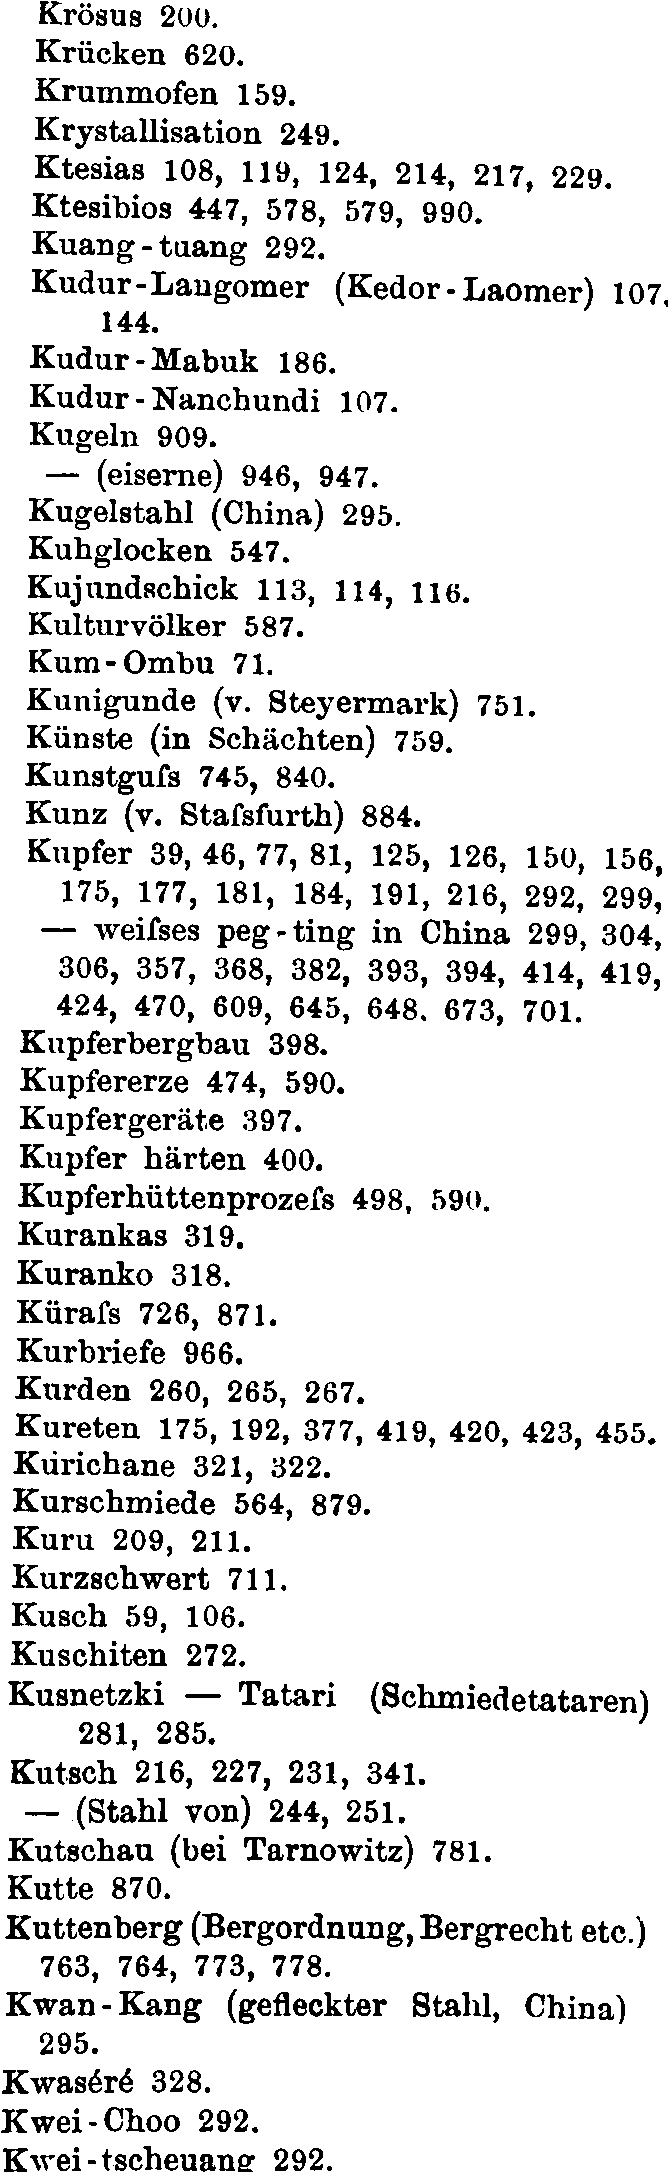 Krösus 200.
Krücken 620.
Krummofen 159.
Krystallisation 249.
Ktesias 108, 119, 124, 214, 217, 229.
Ktesibios 447, 578, 579, 990.
Kuang-tuang 292.
Kudur-Laugomer (Kedor-Laomer) 107,
144.
Kudur-Mabuk 186.
Kudur-Nanchundi 107.
Kugeln 909.
— (eiserne) 946, 947.
Kugelstahl (China) 295.
Kuhglocken 547.
Kujundschick 113, 114, 116.
Kulturvölker 587.
Kum-Ombu 71.
Kunigunde (v. Steyermark) 751.
Künste (in Schächten) 759.
Kunstguſs 745, 840.
Kunz (v. Staſsfurth) 884.
Kupfer 39, 46, 77, 81, 125, 126, 150, 156,
175, 177, 181, 184, 191, 216, 292, 299,
— weiſses peg-ting in China 299, 304,
306, 357, 368, 382, 393, 394, 414, 419,
424, 470, 609, 645, 648. 673, 701.
Kupferbergbau 398.
Kupfererze 474, 590.
Kupfergeräte 397.
Kupfer härten 400.
Kupferhüttenprozeſs 498, 590.
Kurankas 319.
Kuranko 318.
Küraſs 726, 871.
Kurbriefe 966.
Kurden 260, 265, 267.
Kureten 175, 192, 377, 419, 420, 423, 455.
Kurichane 321, 322.
Kurschmiede 564, 879.
Kuru 209, 211.
Kurzschwert 711.
Kusch 59, 106.
Kuschiten 272.
Kusnetzki — Tatari (Schmiedetataren)
281, 285.
Kutsch 216, 227, 231, 341.
— (Stahl von) 244, 251.
Kutschau (bei Tarnowitz) 781.
Kutte 870.
Kuttenberg (Bergordnung, Bergrecht etc.)
763, 764, 773, 778.
Kwan-Kang (gefleckter Stahl, China)
295.
Kwaséré 328.
Kwei-Choo 292.
Kwei-tscheuang 292.